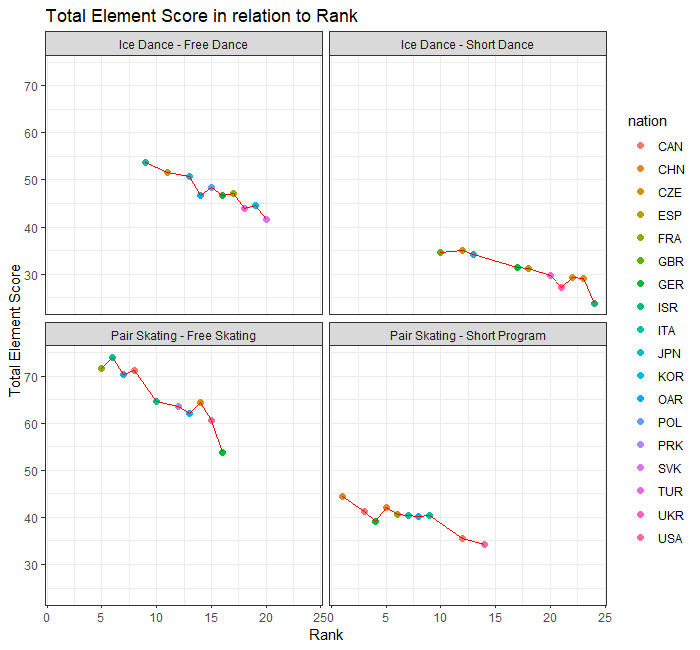 Total Element Score in relation to Rank
Ice Dance - Free Dance
Ice Dance - Short Dance
70
60
50
40
30
Pair Skating - Free Skating
Pair Skating - Short Program
70
60
50
40
30
0 5 10 15 20 25
0 5 10 15 20 25
Total Element Score
Rank
nation
CAN
CHN
CZE
ESP
FRA
GBR
GER
ISR
ITA
JPN
KOR
OAR
POL
PRK
SVK
TUR
UKR
USA